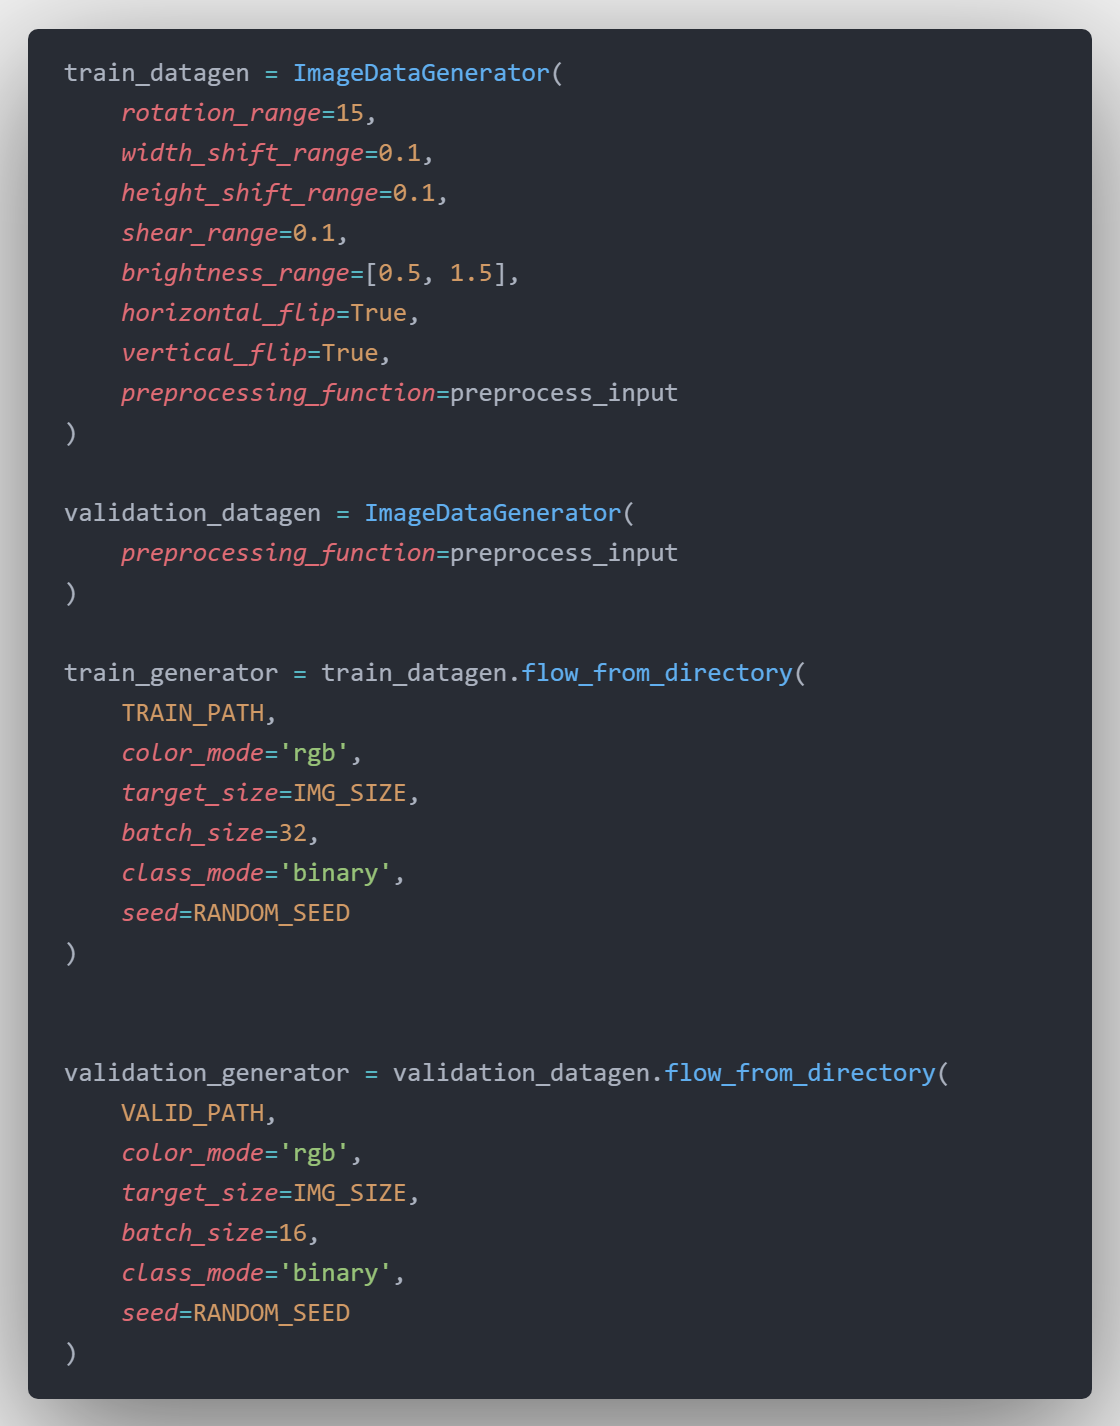 train_datagen = ImageDataGenerator(
    rotation_range=15,
    width_shift_range=0.1,
    height_shift_range=0.1,
    shear_range=0.1,
    brightness_range=[0.5, 1.5],
    horizontal_flip=True,
    vertical_flip=True,
    preprocessing_function=preprocess_input
)

validation_datagen = ImageDataGenerator(
    preprocessing_function=preprocess_input
)

train_generator = train_datagen.flow_from_directory(
    TRAIN_PATH,
    color_mode='rgb',
    target_size=IMG_SIZE,
    batch_size=32,
    class_mode='binary',
    seed=RANDOM_SEED
)


validation_generator = validation_datagen.flow_from_directory(
    VALID_PATH,
    color_mode='rgb',
    target_size=IMG_SIZE,
    batch_size=16,
    class_mode='binary',
    seed=RANDOM_SEED
)